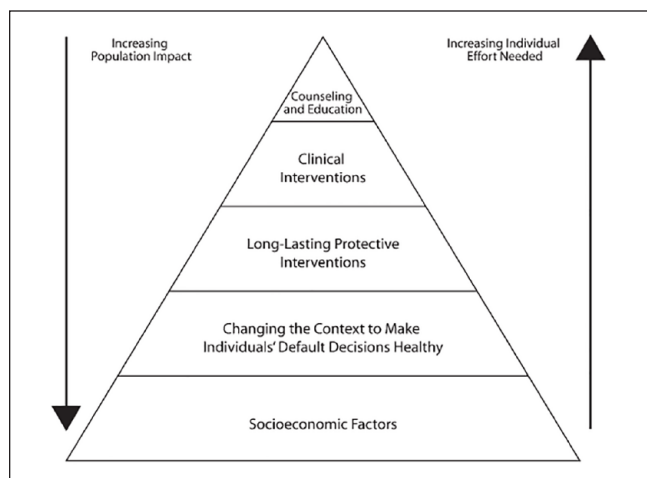 Increasing
Population Impact
Increasing Individual
Effort Needed
Counseling
and Education
Clinical
Interventions
Long-Lasting Protective
Interventions
Changing the Context to Make
Individuals' Default Decisions Healthy
Socioeconomic Factors